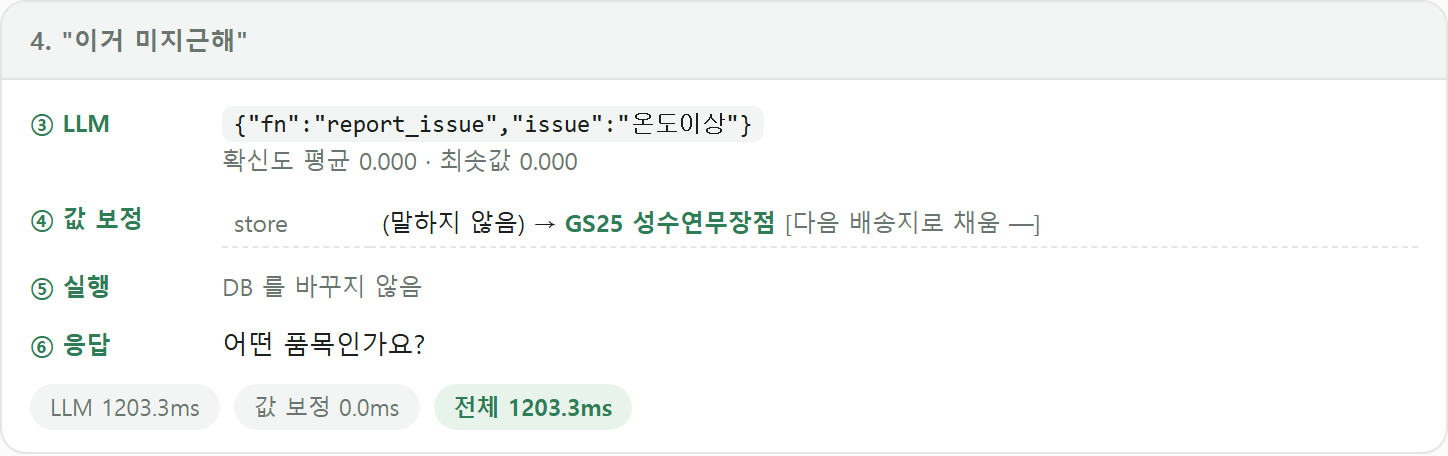 4. "이거 미지근해"
③ LLM {"fn":"report_issue","issue":"온도이상"}
확신도 평균 0.000 · 최솟값 0.000
④ 값 보정 store (말하지 않음) → GS25 성수연무장점 [다음 배송지로 채움 —]
⑤ 실행 DB 를 바꾸지 않음
⑥ 응답 어떤 품목인가요?
LLM 1203.3ms 값 보정 0.0ms 전체 1203.3ms